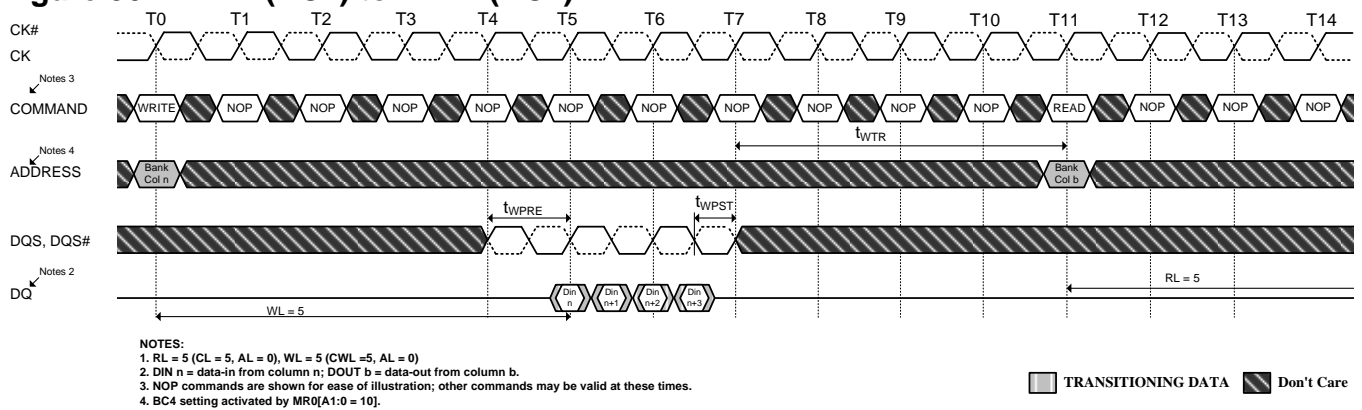 T0 T1 T2 T3 T4 T5 T6 T7 T8 T9 T10 T11 T12 T13 T14
CK#
CK
Notes 3
COMMAND WRITE NOP NOP NOP NOP NOP NOP NOP NOP NOP NOP READ NOP NOP NOP
tWTR
Notes 4
ADDRESS Bank Col n Bank Col b
tWPRE tWPST
DQS, DQS#
Notes 2
DQ Din n Din n+1 Din n+2 Din n+3 RL = 5
WL = 5
NOTES:
1. RL = 5 (CL = 5, AL = 0), WL = 5 (CWL =5, AL = 0)
2. DIN n = data-in from column n; DOUT b = data-out from column b.
3. NOP commands are shown for ease of illustration; other commands may be valid at these times.
4. BC4 setting activated by MR0[A1:0 = 10].
TRANSITIONING DATA Don't Care